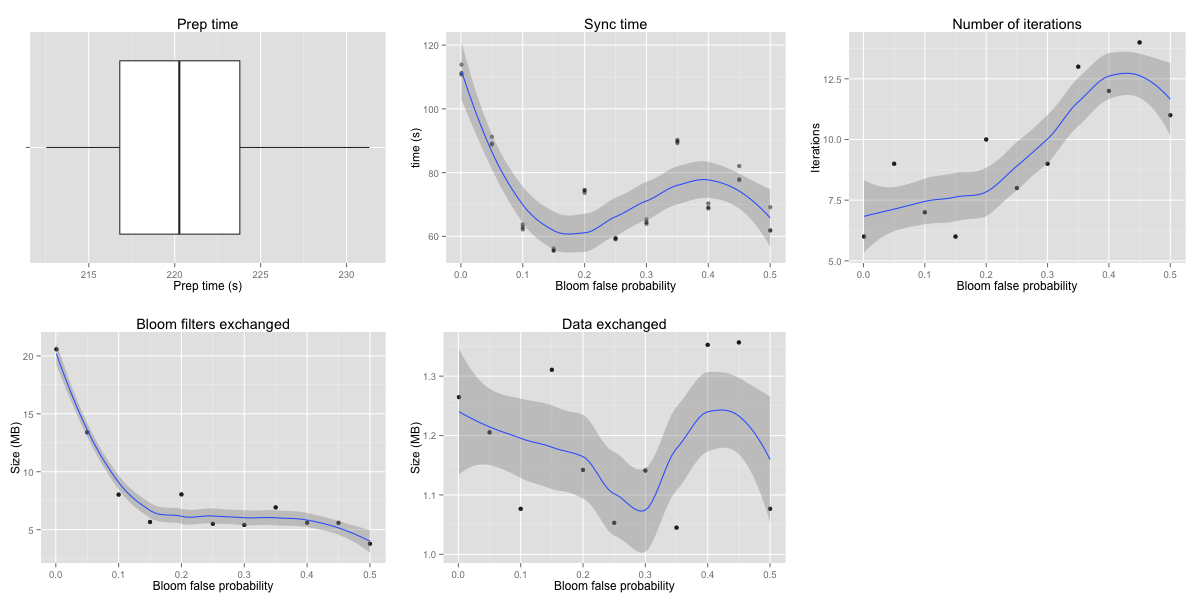 Prep time
215 220 225 230
Prep time (s)
Sync time
120
100
80
60
time (s)
0.0 0.1 0.2 0.3 0.4 0.5
Bloom false probability
Number of iterations
12.5
10.0
7.5
5.0
Iterations
0.0 0.1 0.2 0.3 0.4 0.5
Bloom false probability
Bloom filters exchanged
20
15
10
5
Size (MB)
0.0 0.1 0.2 0.3 0.4 0.5
Bloom false probability
Data exchanged
1.3
1.2
1.1
1.0
Size (MB)
0.0 0.1 0.2 0.3 0.4 0.5
Bloom false probability